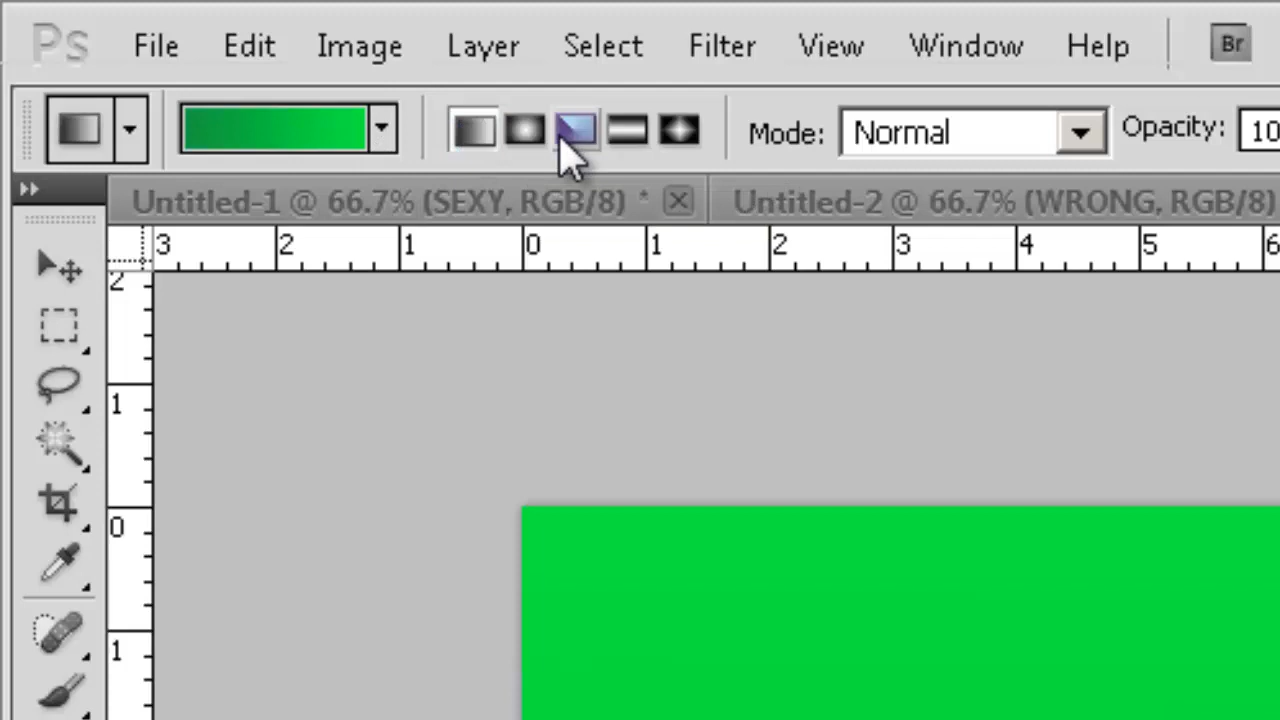 Ps File Edit Image Layer Select Filter View Window Help Br
Mode: Normal Opacity: 10
Untitled-1 @ 66.7% (SEXY, RGB/8) * Untitled-2 @ 66.7% (WRONG, RGB/8)
3 2 1 0 1 2 3 4 5 6
2
1
0
1